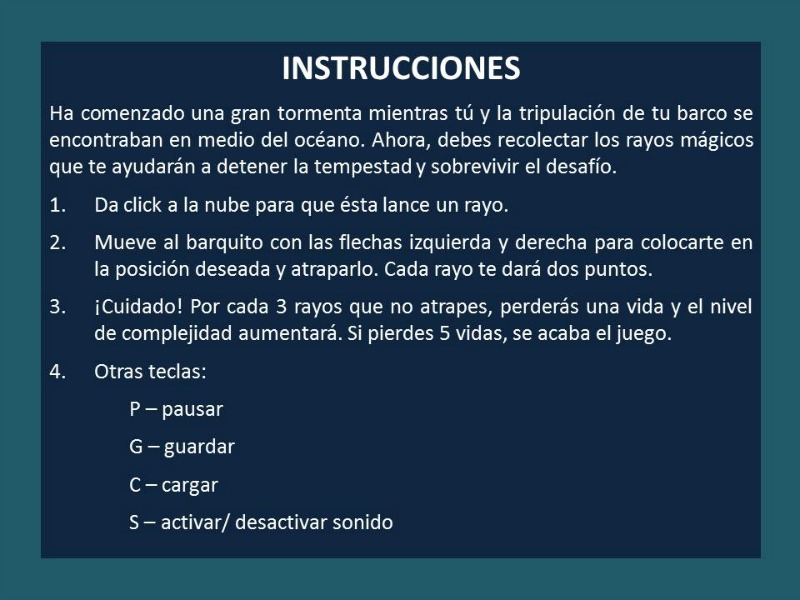 INSTRUCCIONES
Ha comenzado una gran tormenta mientras tú y la tripulación de tu barco se
encontraban en medio del océano. Ahora, debes recolectar los rayos mágicos
que te ayudarán a detener la tempestad y sobrevivir el desafío.
1. Da click a la nube para que ésta lance un rayo.
2. Mueve al barquito con las flechas izquierda y derecha para colocarte en
la posición deseada y atraparlo. Cada rayo te dará dos puntos.
3. ¡Cuidado! Por cada 3 rayos que no atrapes, perderás una vida y el nivel
de complejidad aumentará. Si pierdes 5 vidas, se acaba el juego.
4. Otras teclas:
P – pausar
G – guardar
C – cargar
S – activar/ desactivar sonido